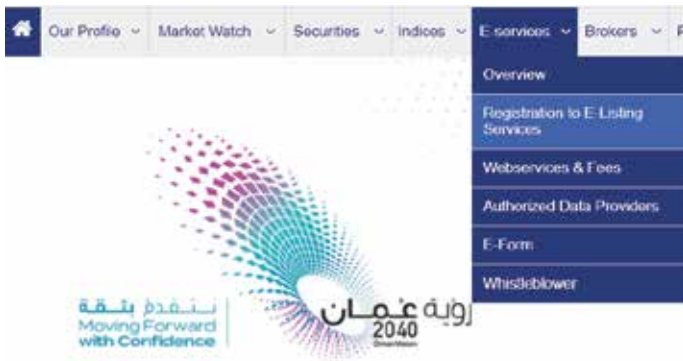 Our Profile Market Watch Securities Indices E-services Brokers
Overview
Registration to E-Listing
Services
Webservices & Fees
Authorized Data Providers
E-Form
Whistleblower
نتقدم بثقة
Moving Forward
with Confidence
رؤية عُمان
2040
OmanVision